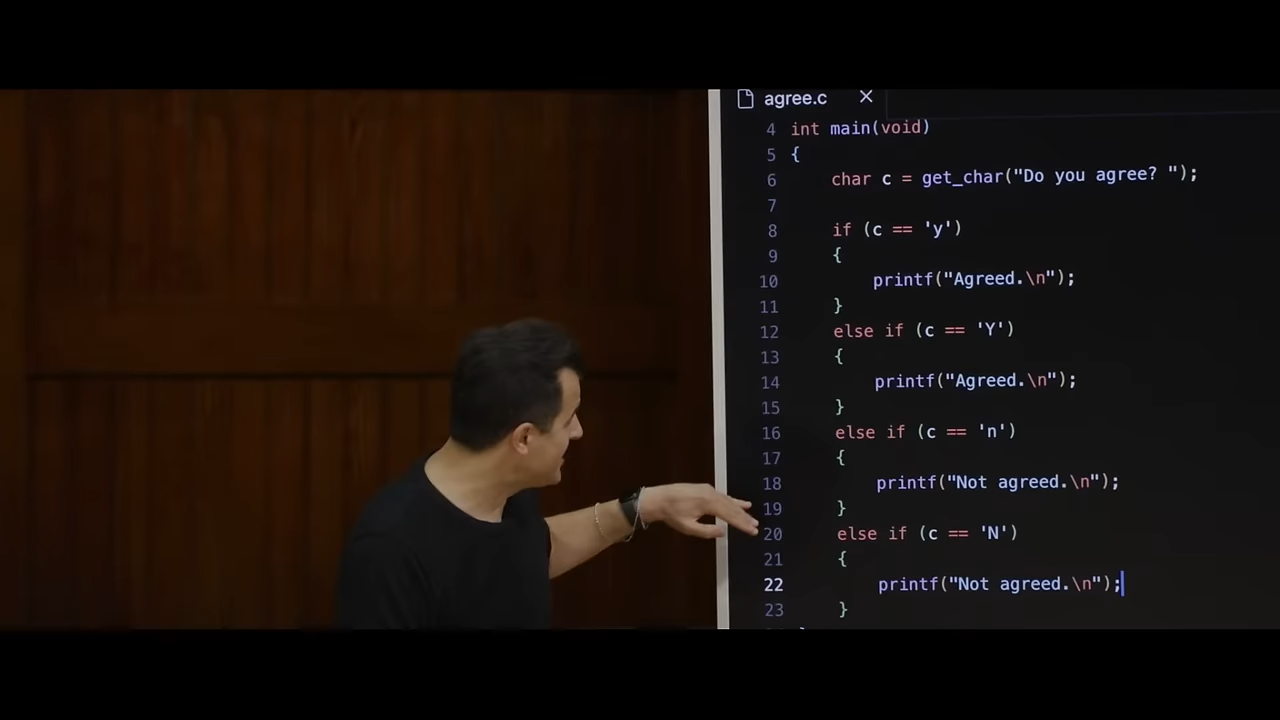 agree.c
4 int main(void)
5 {
6 char c = get_char("Do you agree? ");
7
8 if (c == 'y')
9 {
10 printf("Agreed.\n");
11 }
12 else if (c == 'Y')
13 {
14 printf("Agreed.\n");
15 }
16 else if (c == 'n')
17 {
18 printf("Not agreed.\n");
19 }
20 else if (c == 'N')
21 {
22 printf("Not agreed.\n");
23 }